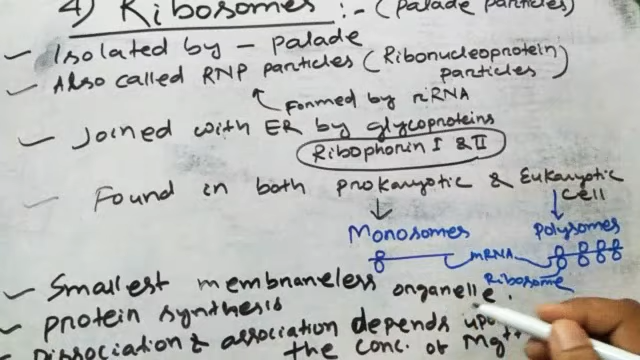 4) Ribosomes :- (Palade Particles)
- Isolated by - Palade
- Also called RNP particles (Ribonucleoprotein particles)
Formed by rRNA
- Joined with ER by glycoproteins
Ribophorin I & II
- Found in both prokaryotic & Eukaryotic cell
Monosomes Polysomes
mRNA
Ribosome
- Smallest membraneless organelle.
- Protein synthesis
- Dissociation & association depends upon
the conc. of Mg++